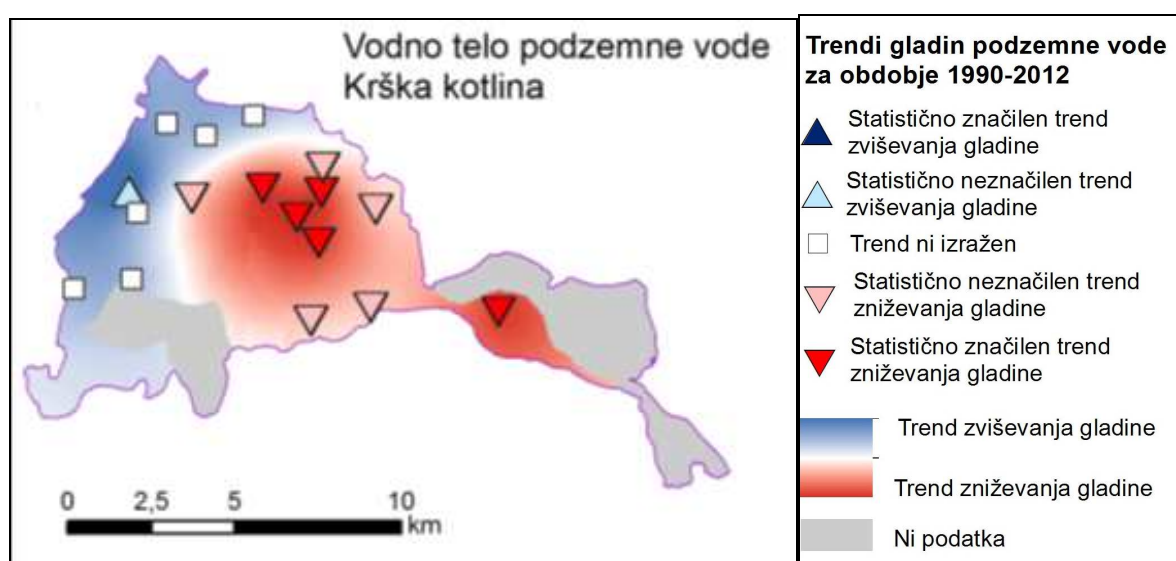 Vodno telo podzemne vode
Krška kotlina
0 2,5 5 10
km
Trendi gladin podzemne vode
za obdobje 1990-2012
Statistično značilen trend
zviševanja gladine
Statistično neznačilen trend
zviševanja gladine
Trend ni izražen
Statistično neznačilen trend
zniževanja gladine
Statistično značilen trend
zniževanja gladine
Trend zviševanja gladine
Trend zniževanja gladine
Ni podatka